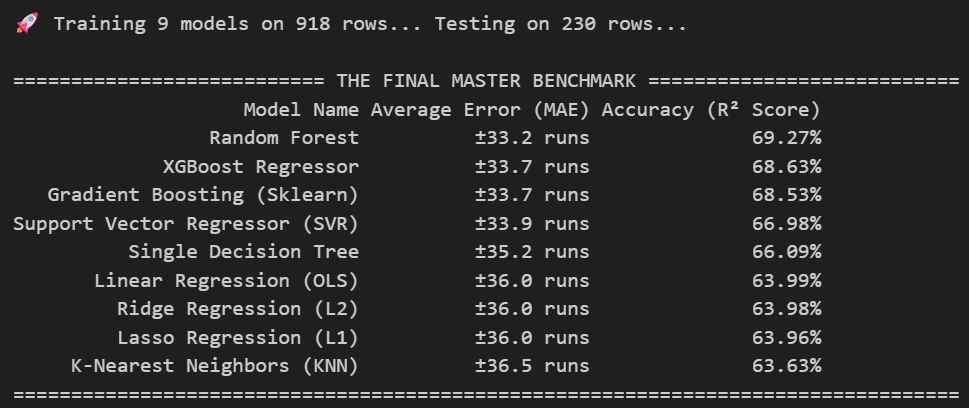 🚀 Training 9 models on 918 rows... Testing on 230 rows...
=========================== THE FINAL MASTER BENCHMARK ===========================
Model Name Average Error (MAE) Accuracy (R² Score)
Random Forest ±33.2 runs 69.27%
XGBoost Regressor ±33.7 runs 68.63%
Gradient Boosting (Sklearn) ±33.7 runs 68.53%
Support Vector Regressor (SVR) ±33.9 runs 66.98%
Single Decision Tree ±35.2 runs 66.09%
Linear Regression (OLS) ±36.0 runs 63.99%
Ridge Regression (L2) ±36.0 runs 63.98%
Lasso Regression (L1) ±36.0 runs 63.96%
K-Nearest Neighbors (KNN) ±36.5 runs 63.63%
==================================================================================